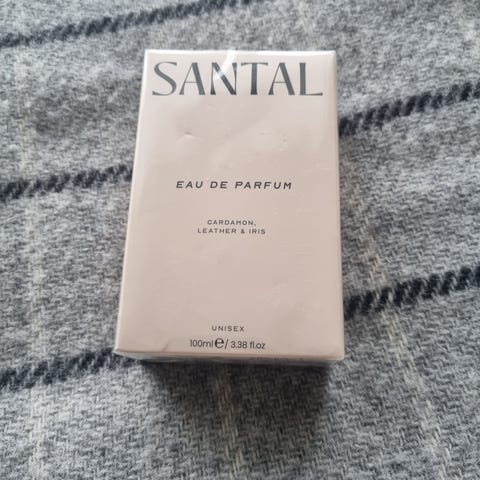 SANTAL
EAU DE PARFUM
CARDAMON,
LEATHER & IRIS
UNISEX
100ml℮/ 3.38 fl.oz